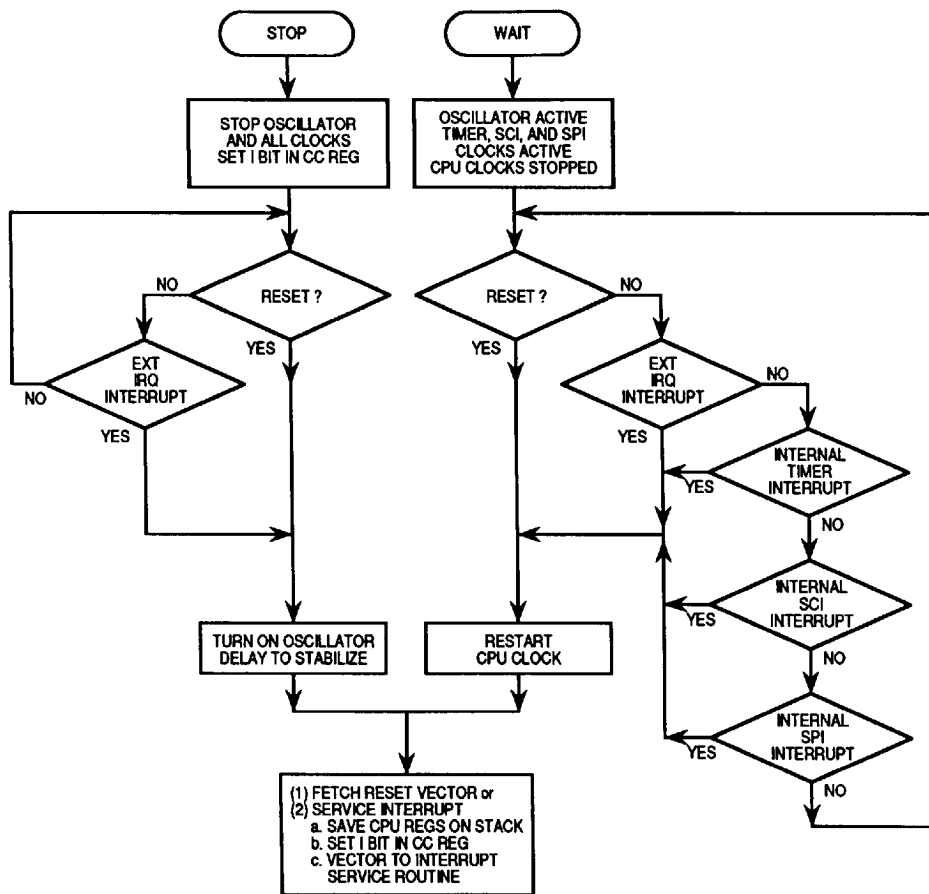 STOP
WAIT
STOP OSCILLATOR
AND ALL CLOCKS
SET I BIT IN CC REG
OSCILLATOR ACTIVE
TIMER, SCI, AND SPI
CLOCKS ACTIVE
CPU CLOCKS STOPPED
NO
RESET ?
YES
RESET ?
NO
YES
EXT
IRQ
INTERRUPT
NO
YES
EXT
IRQ
INTERRUPT
NO
YES
INTERNAL
TIMER
INTERRUPT
YES
NO
INTERNAL
SCI
INTERRUPT
YES
NO
INTERNAL
SPI
INTERRUPT
YES
NO
TURN ON OSCILLATOR
DELAY TO STABILIZE
RESTART
CPU CLOCK
(1) FETCH RESET VECTOR or
(2) SERVICE INTERRUPT
a. SAVE CPU REGS ON STACK
b. SET I BIT IN CC REG
c. VECTOR TO INTERRUPT
SERVICE ROUTINE